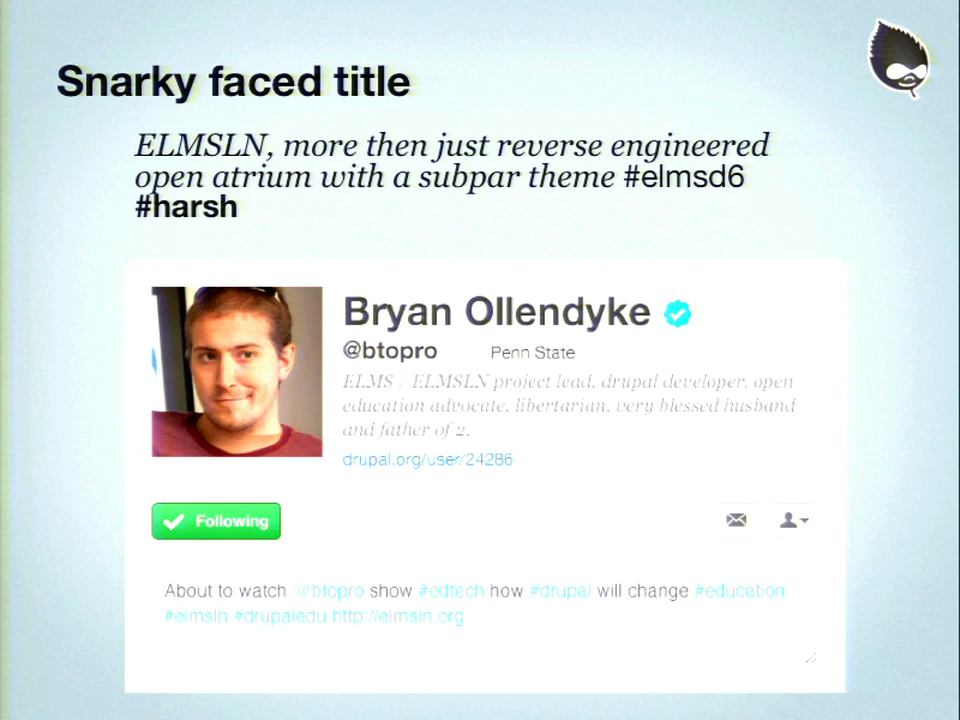 Snarky faced title
ELMSLN, more then just reverse engineered
open atrium with a subpar theme #elmsd6
#harsh
Bryan Ollendyke
@btopro Penn State
ELMS / ELMSLN project lead, drupal developer, open
education advocate, libertarian, very blessed husband
and father of 2.
drupal.org/user/24286
Following
About to watch @btopro show #edtech how #drupal will change #education
#elmsln #drupaledu http://elmsln.org